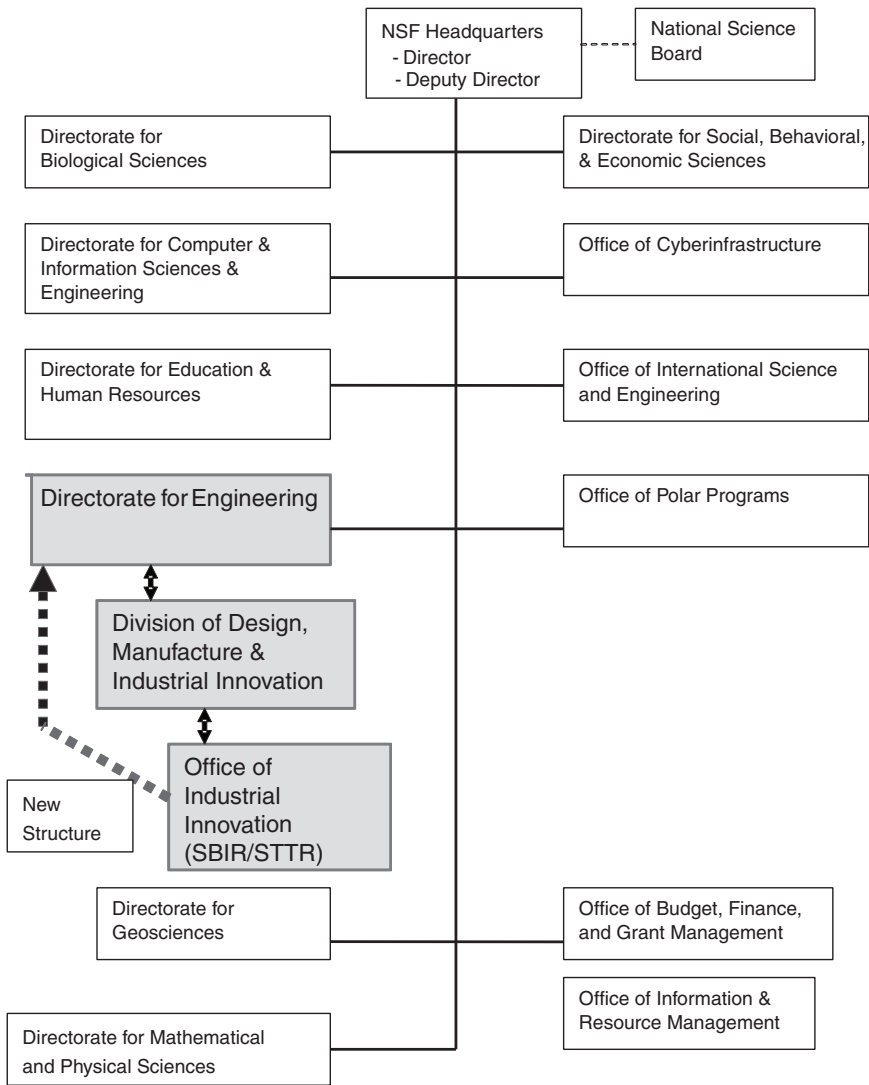 NSF Headquarters
- Director
- Deputy Director
National Science
Board
Directorate for
Biological Sciences
Directorate for Social, Behavioral,
& Economic Sciences
Directorate for Computer &
Information Sciences &
Engineering
Office of Cyberinfrastructure
Directorate for Education &
Human Resources
Office of International Science
and Engineering
Directorate for Engineering
Office of Polar Programs
Division of Design,
Manufacture &
Industrial Innovation
Office of
Industrial
Innovation
(SBIR/STTR)
New
Structure
Directorate for
Geosciences
Office of Budget, Finance,
and Grant Management
Office of Information &
Resource Management
Directorate for Mathematical
and Physical Sciences